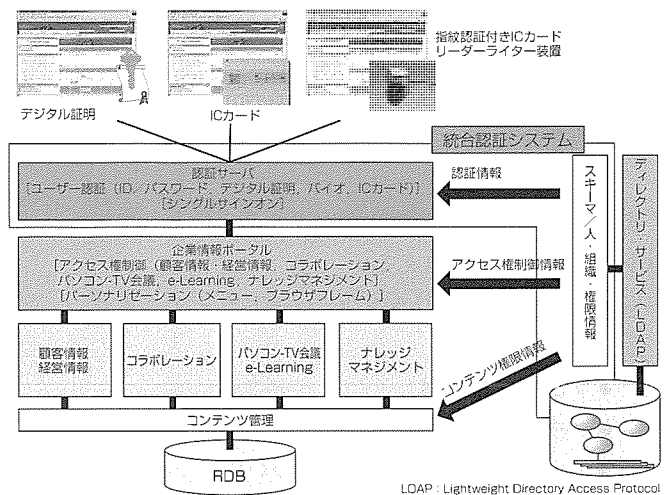 指紋認証付きICカード
リーダーライター装置
デジタル証明
ICカード
統合認証システム
認証サーバ
[ユーザー認証（ID，パスワード，デジタル証明，バイオ，ICカード）]
[シングルサインオン]
認証情報
スキーマ／人・組織・権限情報
ディレクトリ・サービス（LDAP）
企業情報ポータル
[アクセス権制御（顧客情報・経営情報，コラボレーション，
パソコン-TV会議，e-Learning，ナレッジマネジメント]
[パーソナリゼーション（メニュー，ブラウザフレーム）]
アクセス権制御情報
顧客情報
経営情報
コラボレーション
パソコン-TV会議
e-Learning
ナレッジ
マネジメント
コンテンツ権限情報
コンテンツ管理
RDB
LDAP：Lightweight Directory Access Protocol